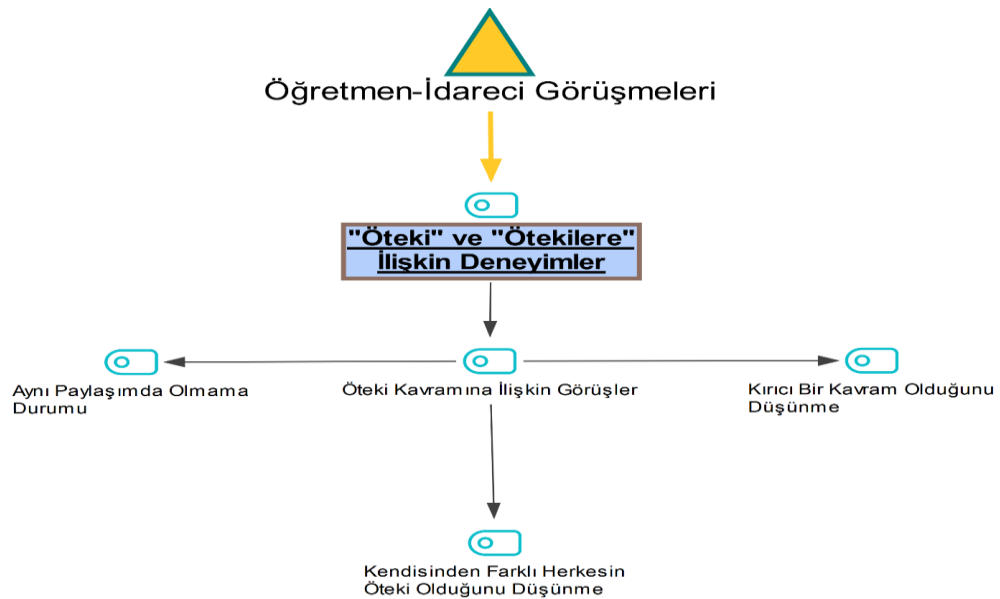 Öğretmen-İdareci Görüşmeleri
"Öteki" ve "Ötekilere"
İlişkin Deneyimler
Aynı Paylaşımda Olmama
Durumu
Öteki Kavramına İlişkin Görüşler
Kırıcı Bir Kavram Olduğunu
Düşünme
Kendisinden Farklı Herkesin
Öteki Olduğunu Düşünme